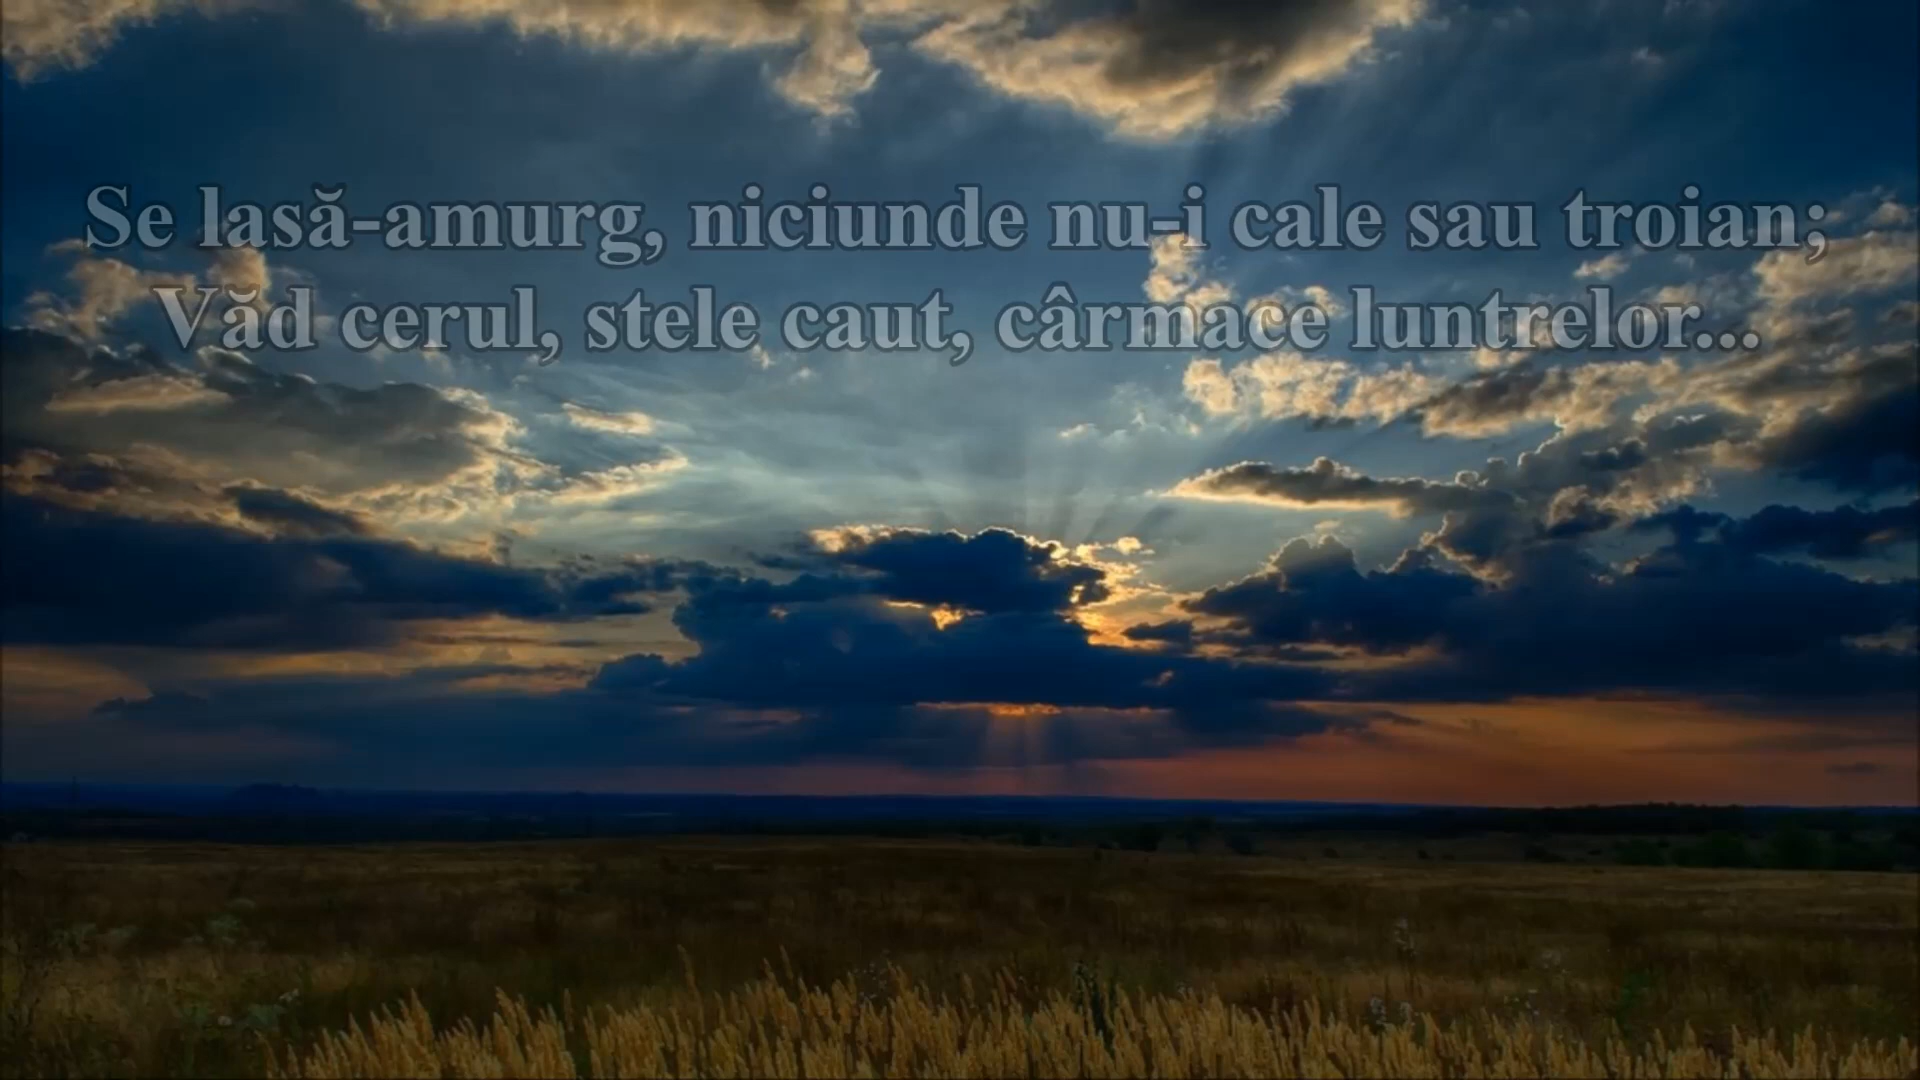 Se lasă-amurg, niciunde nu-i cale sau troian;
Văd cerul, stele caut, cârmace luntrelor...